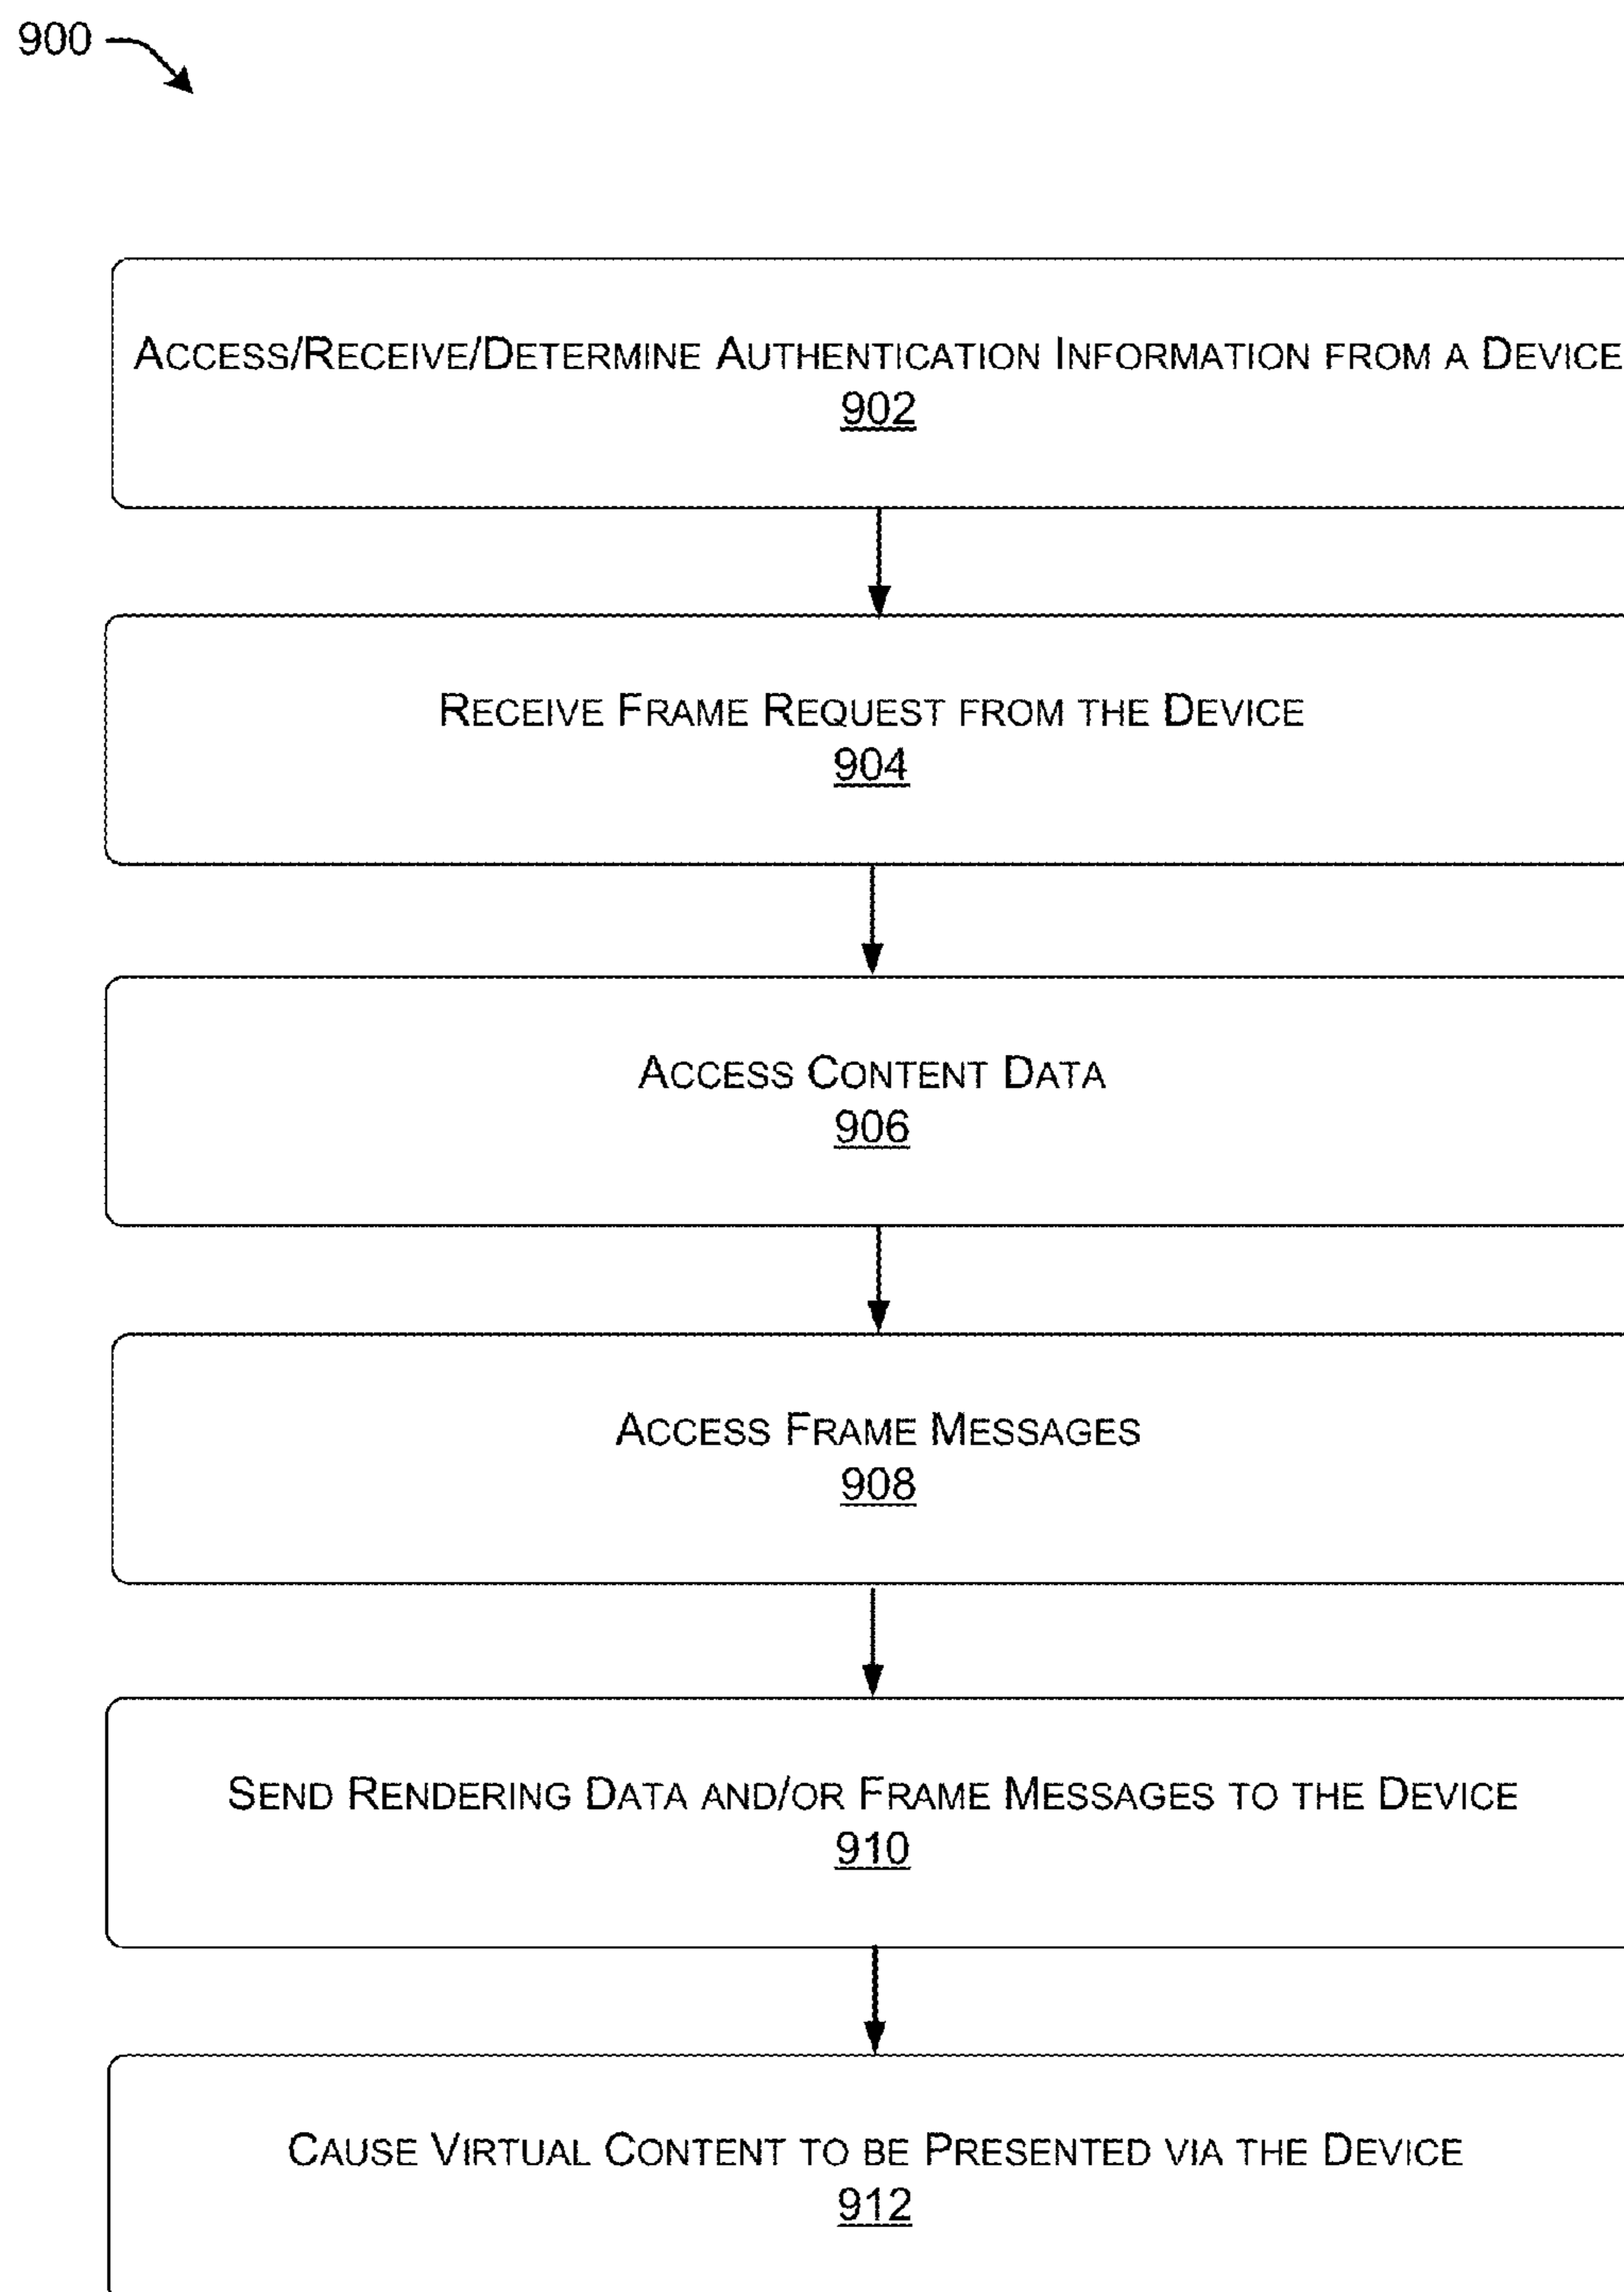 900
Access/Receive/Determine Authentication Information from a Device
902
Receive Frame Request from the Device
904
Access Content Data
906
Access Frame Messages
908
Send Rendering Data and/or Frame Messages to the Device
910
Cause Virtual Content to be Presented via the Device
912